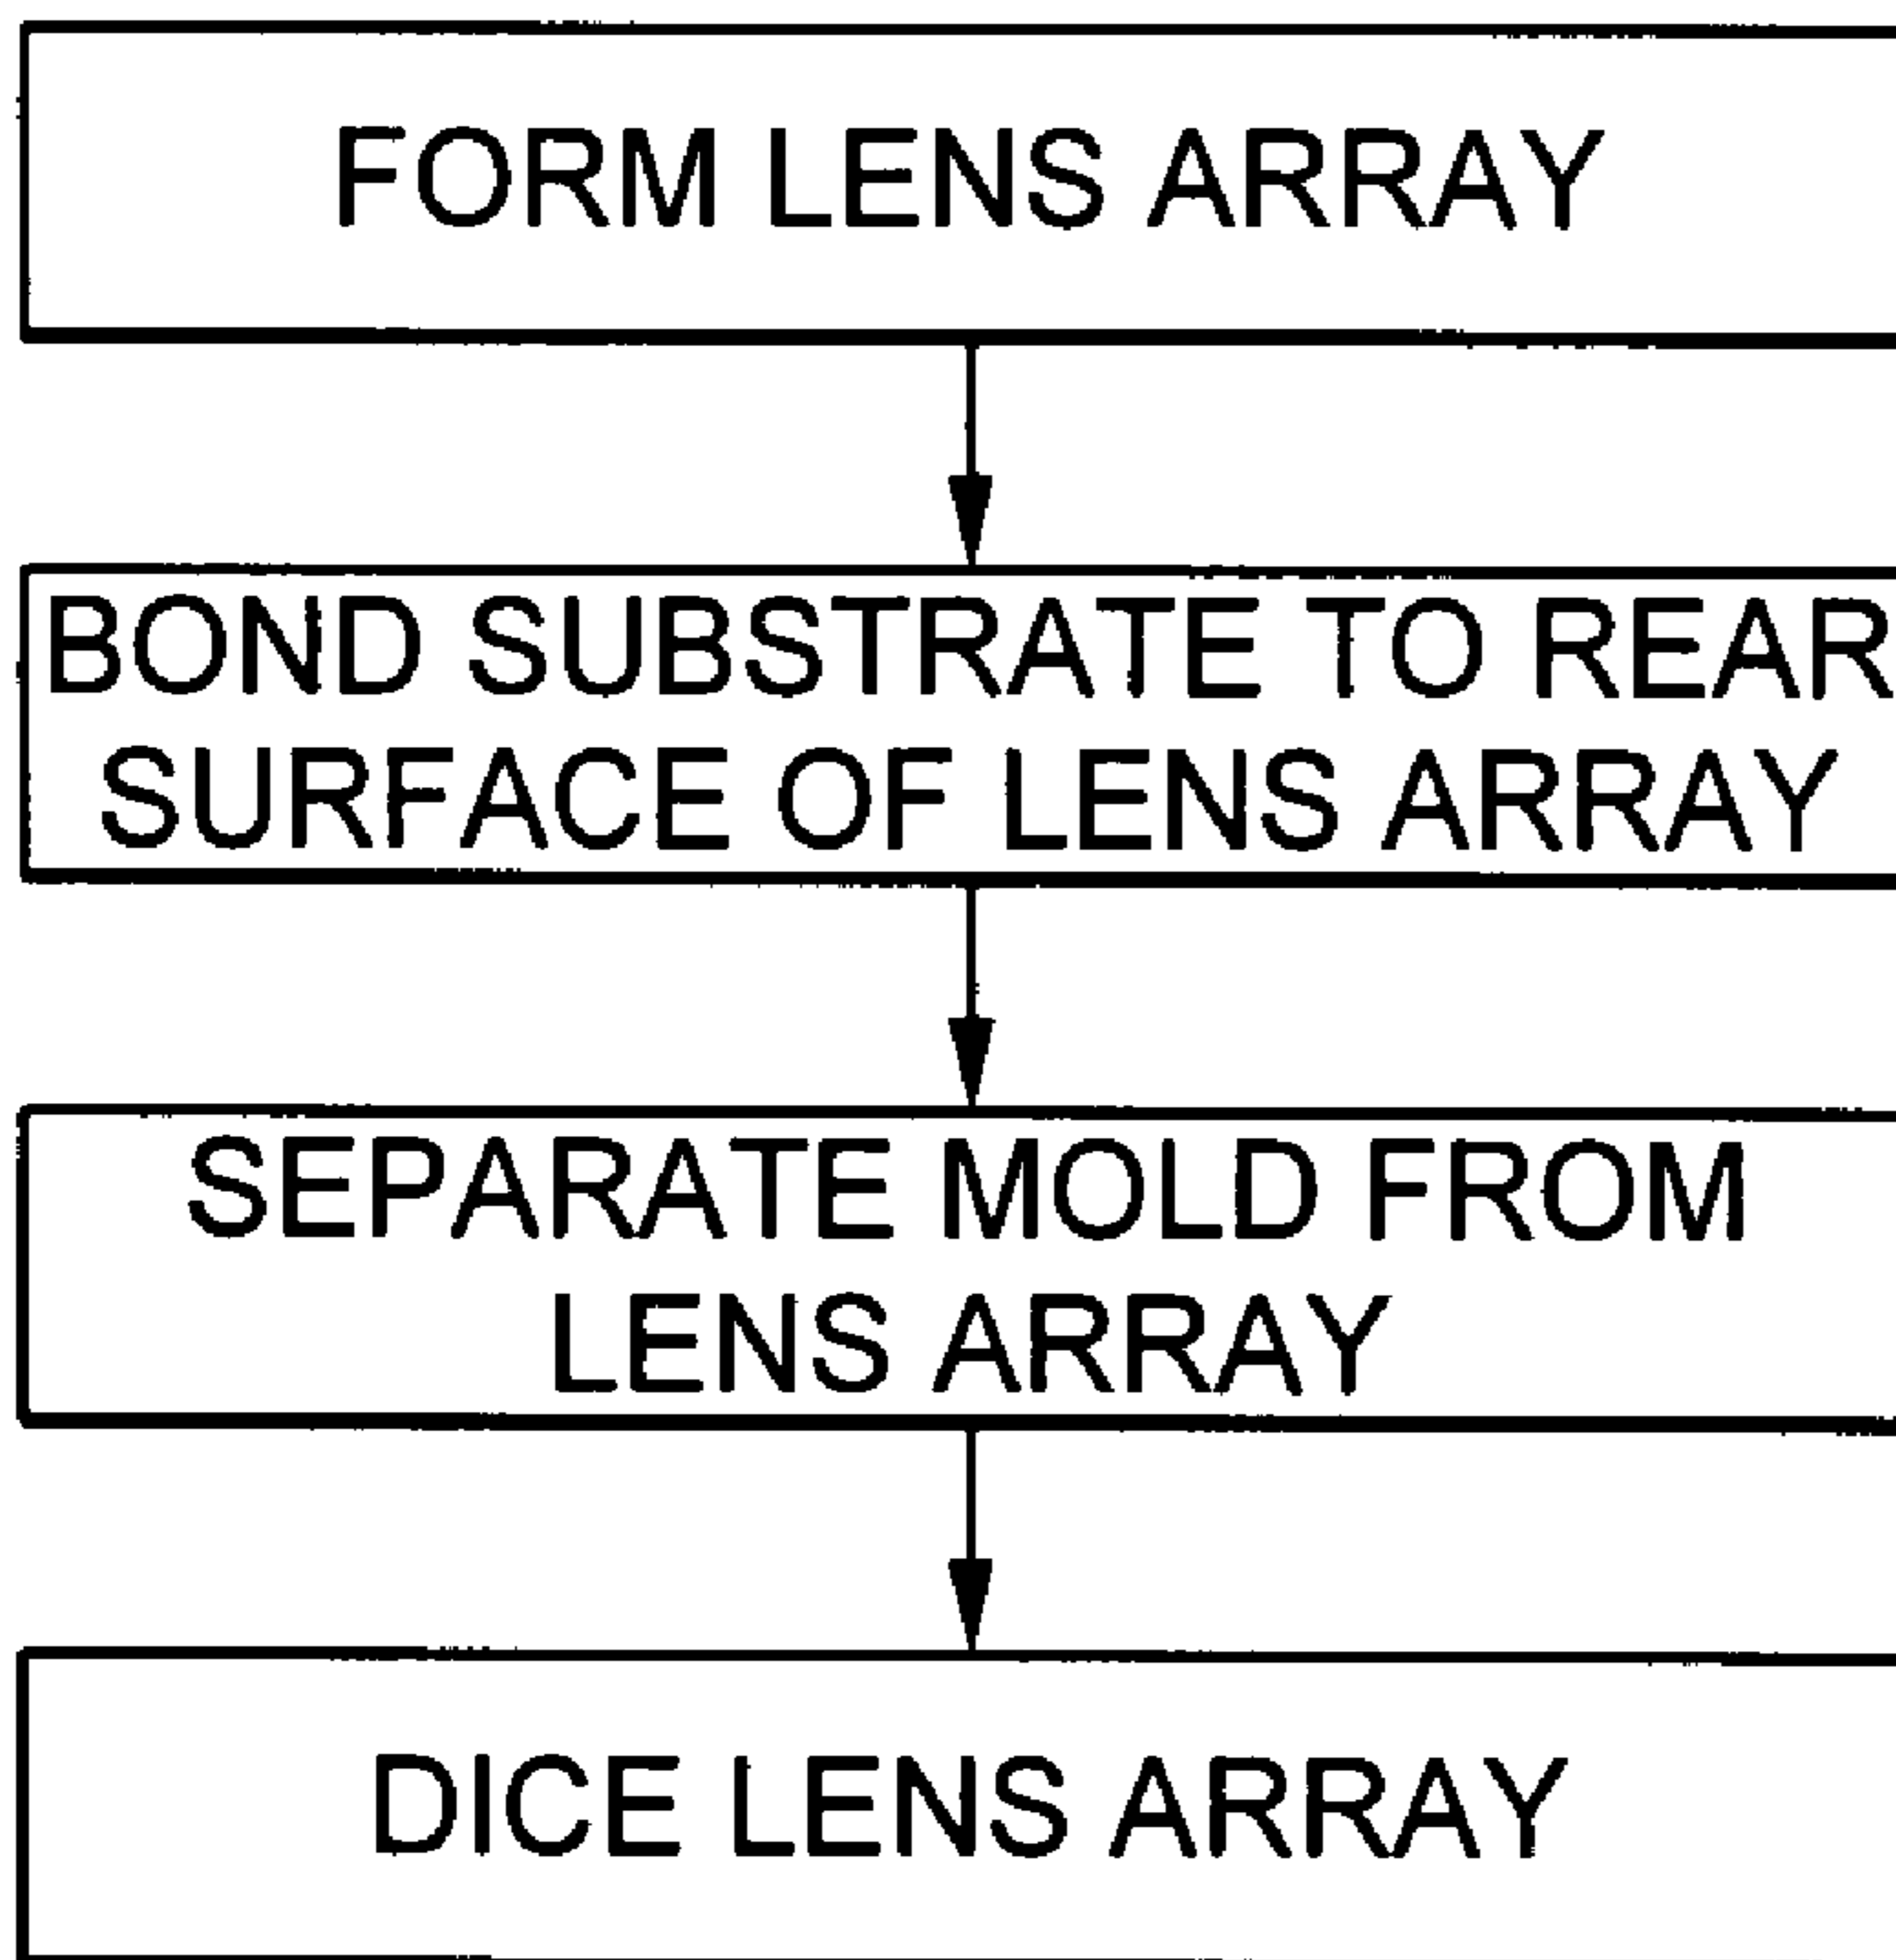 FORM LENS ARRAY
BOND SUBSTRATE TO REAR
SURFACE OF LENS ARRAY
SEPARATE MOLD FROM
LENS ARRAY
DICE LENS ARRAY